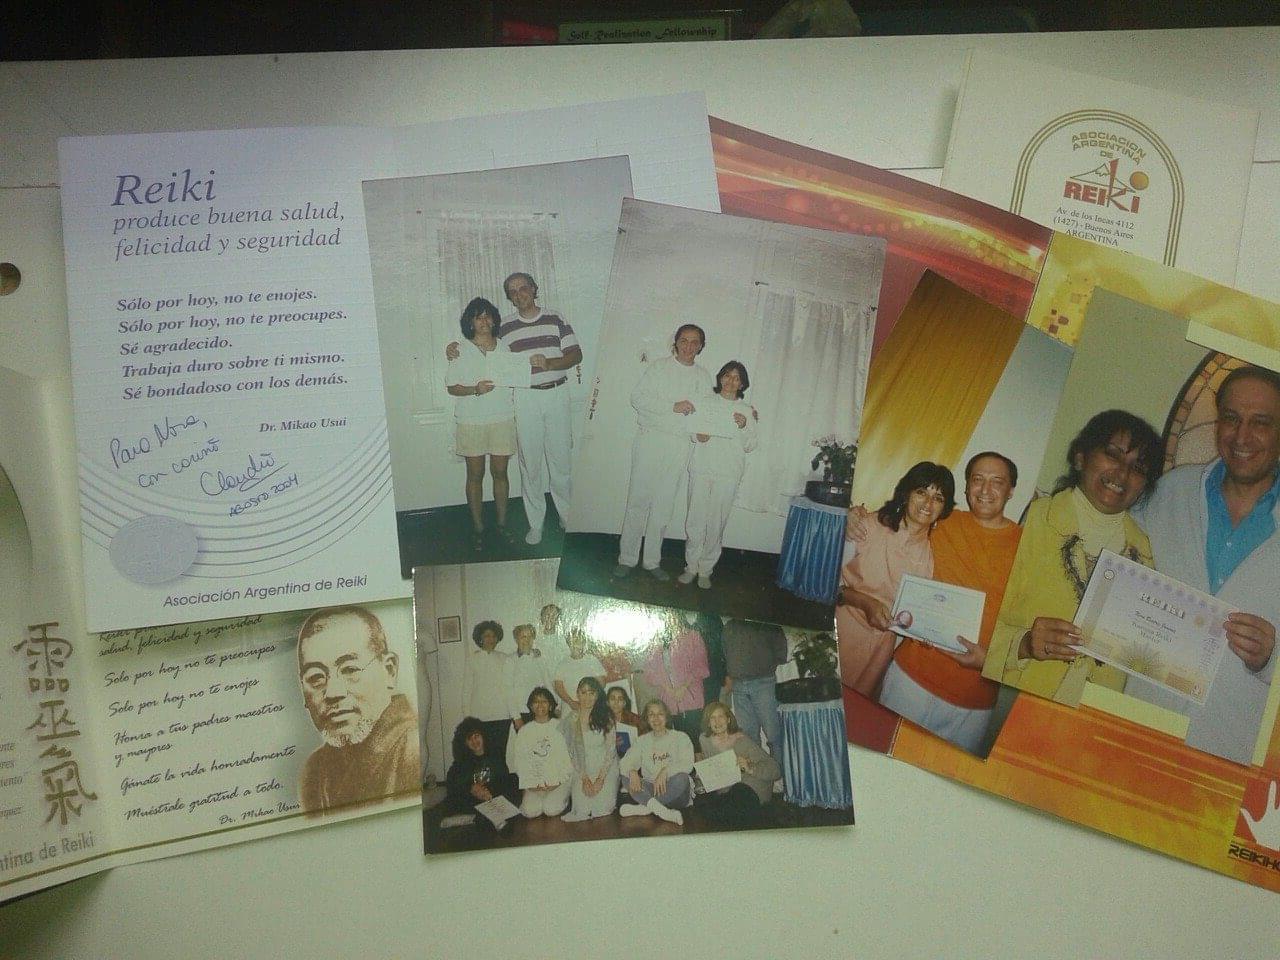 Self-Realization Fellowship
Reiki
produce buena salud,
felicidad y seguridad
Sólo por hoy, no te enojes.
Sólo por hoy, no te preocupes.
Sé agradecido.
Trabaja duro sobre ti mismo.
Sé bondadoso con los demás.
Dr. Mikao Usui
Para Nora,
con cariño
Claudio
AGOSTO 2004
Asociación Argentina de Reiki
ASOCIACION
ARGENTINA
DE
REIKI
Av. de los Incas 4112
(1427) - Buenos Aires
ARGENTINA
salud, felicidad y seguridad
Solo por hoy no te preocupes
Solo por hoy no te enojes
Honra a tus padres maestros
y mayores
Gánate la vida honradamente
Muéstrale gratitud a todo.
Dr. Mikao Usui
靈
氣
ntina de Reiki
REIKI
Master
REIKIHO